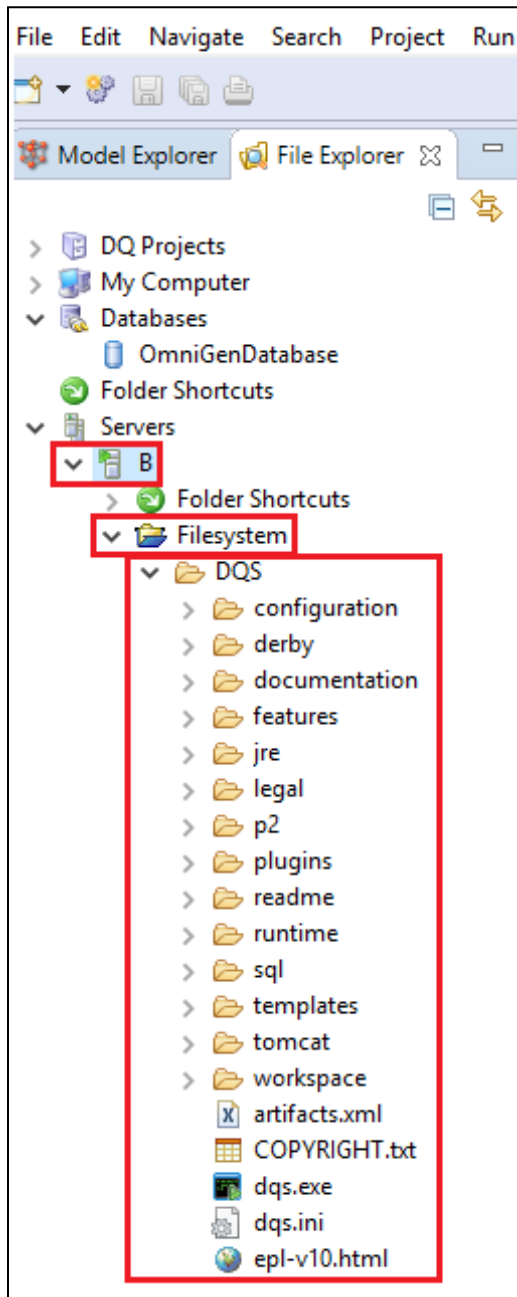 File Edit Navigate Search Project Run
Model Explorer File Explorer
DQ Projects
My Computer
Databases
OmniGenDatabase
Folder Shortcuts
Servers
B
Folder Shortcuts
Filesystem
DQS
configuration
derby
documentation
features
jre
legal
p2
plugins
readme
runtime
sql
templates
tomcat
workspace
artifacts.xml
COPYRIGHT.txt
dqs.exe
dqs.ini
epl-v10.html